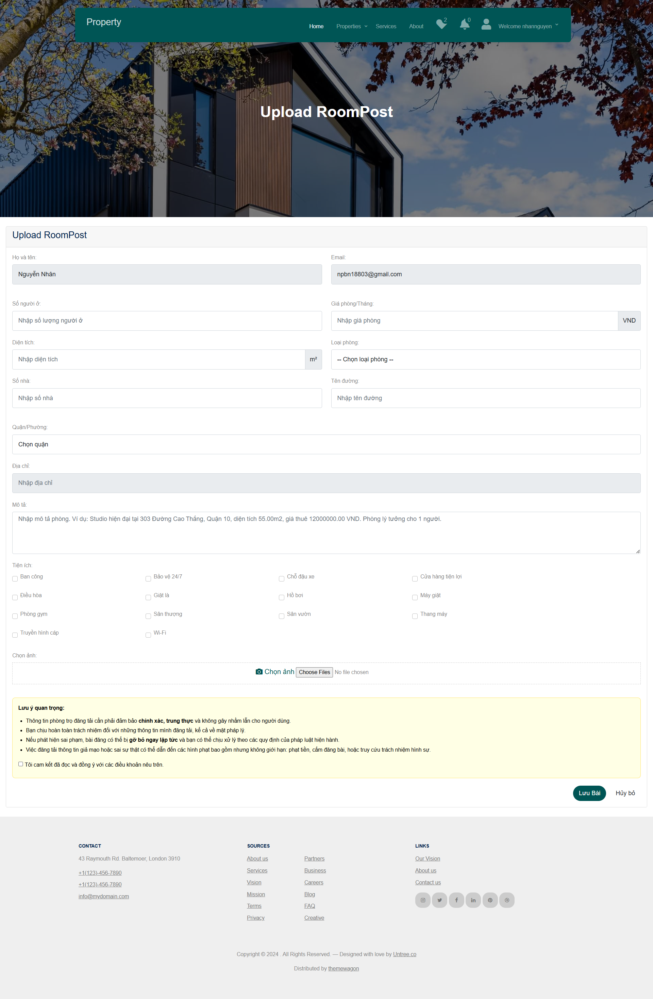 Property
Home Properties Services About 2 0 Welcome nhannguyen
Upload RoomPost
Upload RoomPost
Họ và tên: Email:
Nguyễn Nhân npbn18803@gmail.com
Số người ở: Giá phòng/Tháng:
Nhập số lượng người ở Nhập giá phòng VND
Diện tích: Loại phòng:
Nhập diện tích m² -- Chọn loại phòng --
Số nhà: Tên đường:
Nhập số nhà Nhập tên đường
Quận/Phường:
Chọn quận
Địa chỉ:
Nhập địa chỉ
Mô tả:
Nhập mô tả phòng. Ví dụ: Studio hiện đại tại 303 Đường Cao Thắng, Quận 10, diện tích 55.00m2, giá thuê 12000000.00 VND. Phòng lý tưởng cho 1 người.
Tiện ích:
Ban công Bảo vệ 24/7 Chỗ đậu xe Cửa hàng tiện lợi
Điều hòa Giặt là Hồ bơi Máy giặt
Phòng gym Sân thượng Sân vườn Thang máy
Truyền hình cáp Wi-Fi
Chọn ảnh:
Chọn ảnh Choose Files No file chosen
Lưu ý quan trọng:
• Thông tin phòng trọ đăng tải cần phải đảm bảo chính xác, trung thực và không gây nhầm lẫn cho người dùng.
• Bạn chịu hoàn toàn trách nhiệm đối với những thông tin mình đăng tải, kể cả về mặt pháp lý.
• Nếu phát hiện sai phạm, bài đăng có thể bị gỡ bỏ ngay lập tức và bạn có thể chịu xử lý theo các quy định của pháp luật hiện hành.
• Việc đăng tải thông tin giả mạo hoặc sai sự thật có thể dẫn đến các hình phạt bao gồm nhưng không giới hạn: phạt tiền, cấm đăng bài, hoặc truy cứu trách nhiệm hình sự.
Tôi cam kết đã đọc và đồng ý với các điều khoản nêu trên.
Lưu Bài Hủy bỏ
CONTACT
43 Raymouth Rd. Baltemoer, London 3910
+1(123)-456-7890
+1(123)-456-7890
info@mydomain.com
SOURCES
About us Partners
Services Business
Vision Careers
Mission Blog
Terms FAQ
Privacy Creative
LINKS
Our Vision
About us
Contact us
Copyright © 2024 . All Rights Reserved. — Designed with love by Untree.co
Distributed by themewagon